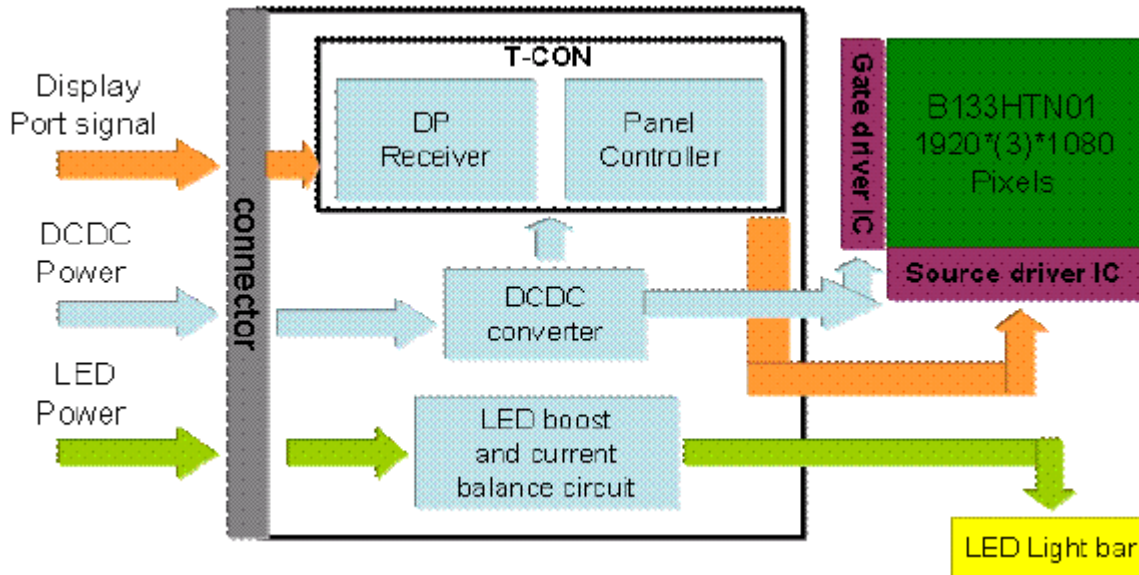 T-CON
Display
Port signal
DP
Receiver
Panel
Controller
Gate driver IC
B133HTN01
1920*(3)*1080
Pixels
connector
DCDC
Power
DCDC
converter
Source driver IC
LED
Power
LED boost
and current
balance circuit
LED Light bar